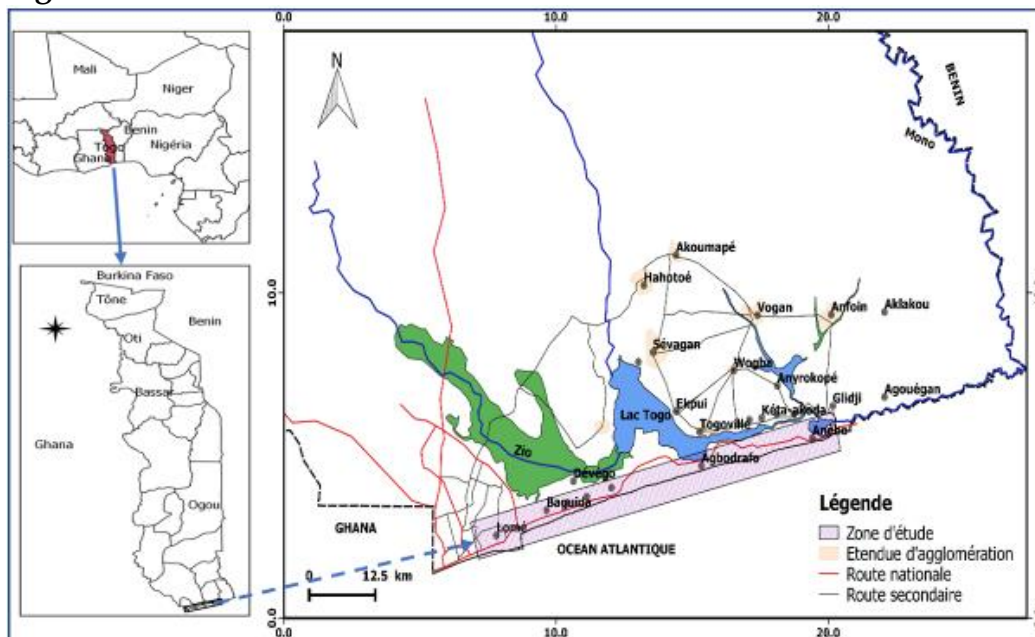 Mali
Niger
Benin
Togo
Nigéria
Ghana
Burkina Faso
Tône
Oti
Benin
Bassar
Ghana
Ogou
0.0
10.0
20.0
N
BENIN
Mono
Akoumapé
Hahotoé
Vogan
Anfoin
Aklakou
Sévagan
Wogba
Anyrokopé
Ekpui
Glidji
Agouégan
Lac Togo
Togoville
Kéta-akoda
Aného
Zio
Agbodrafo
Dévégo
Baguida
Lomé
GHANA
OCEAN ATLANTIQUE
0 12.5 km
10.0
0.0
0.0
Légende
Zone d'étude
Etendue d'agglomération
Route nationale
Route secondaire